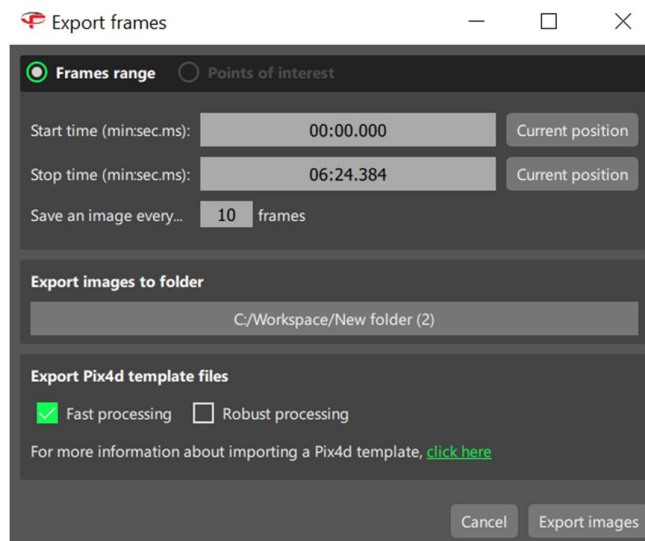 Export frames
Frames range Points of interest
Start time (min:sec.ms): 00:00.000 Current position
Stop time (min:sec.ms): 06:24.384 Current position
Save an image every... 10 frames
Export images to folder
C:/Workspace/New folder (2)
Export Pix4d template files
Fast processing Robust processing
For more information about importing a Pix4d template, click here
Cancel Export images